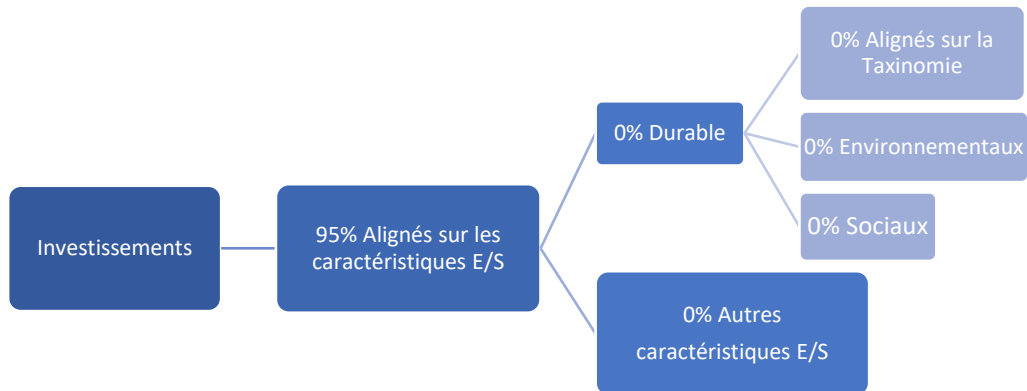 Investissements
95% Alignés sur les
caractéristiques E/S
0% Durable
0% Alignés sur la
Taxinomie
0% Environnementaux
0% Sociaux
0% Autres
caractéristiques E/S